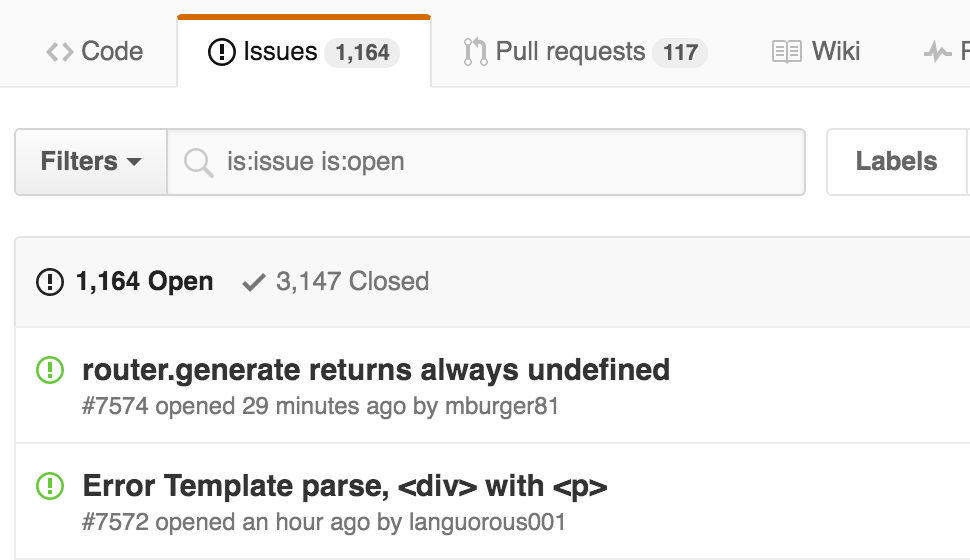 Code Issues 1,164 Pull requests 117 Wiki
Filters is:issue is:open Labels
1,164 Open 3,147 Closed
router.generate returns always undefined
#7574 opened 29 minutes ago by mburger81
Error Template parse, <div> with <p>
#7572 opened an hour ago by languorous001